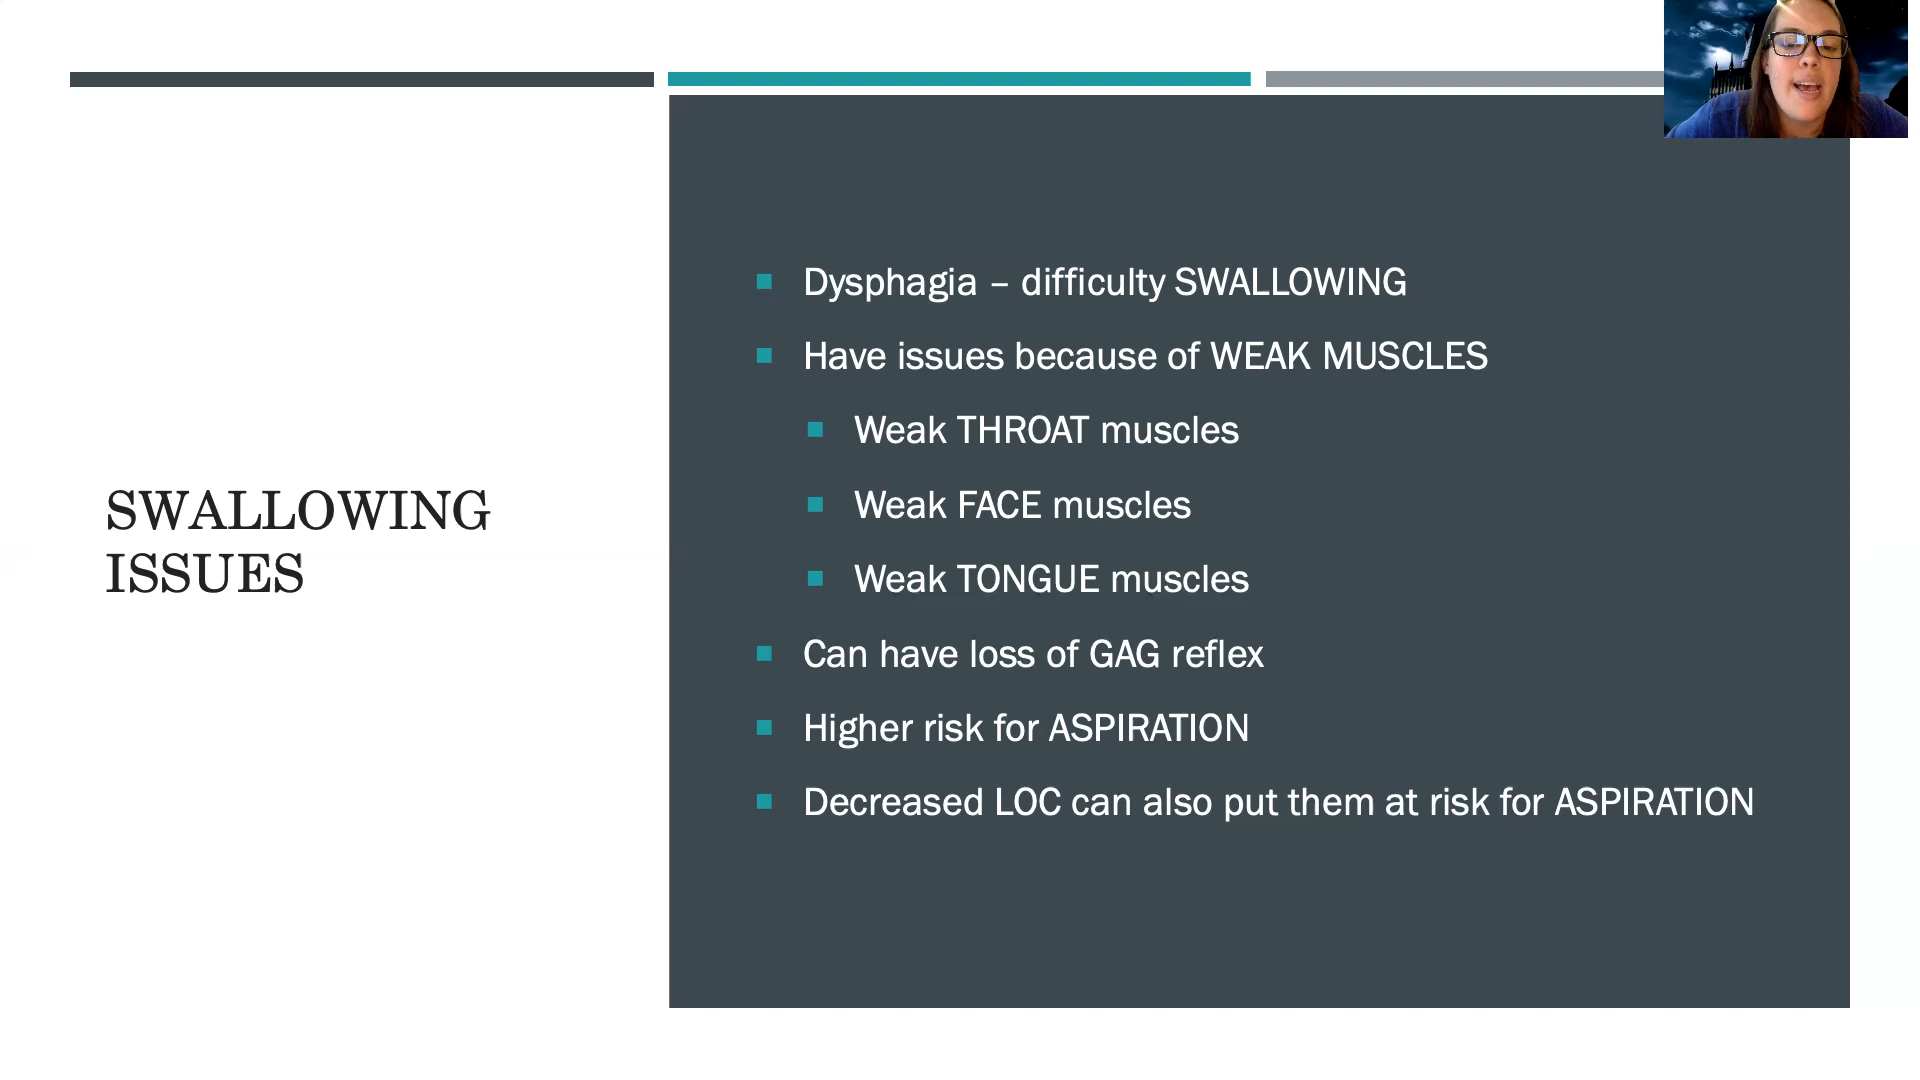 SWALLOWING
ISSUES
Dysphagia – difficulty SWALLOWING
Have issues because of WEAK MUSCLES
Weak THROAT muscles
Weak FACE muscles
Weak TONGUE muscles
Can have loss of GAG reflex
Higher risk for ASPIRATION
Decreased LOC can also put them at risk for ASPIRATION